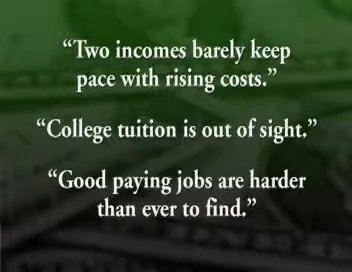 “Two incomes barely keep
pace with rising costs.”
“College tuition is out of sight.”
“Good paying jobs are harder
than ever to find.”